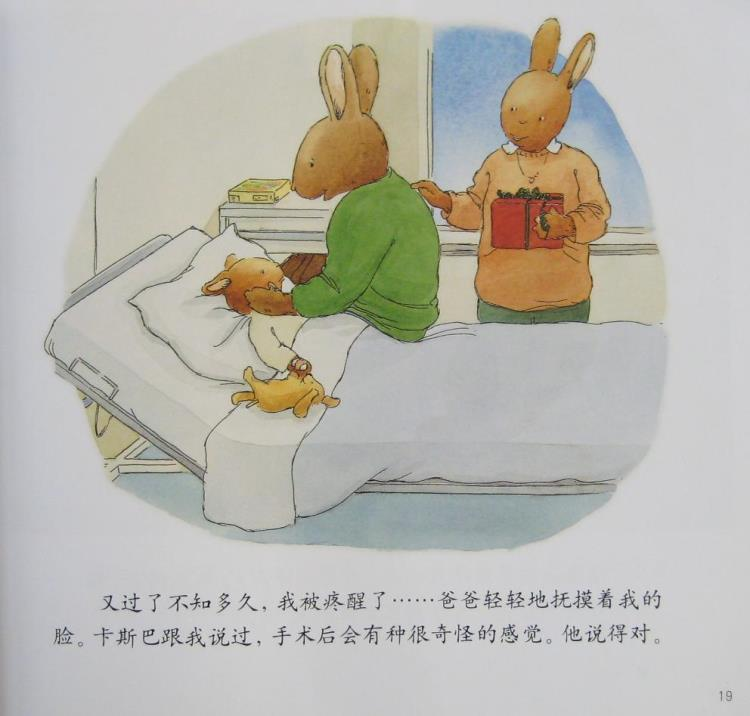 又过了不知多久，我被疼醒了……爸爸轻轻地抚摸着我的
脸。卡斯巴跟我说过，手术后会有种很奇怪的感觉。他说得对。
19